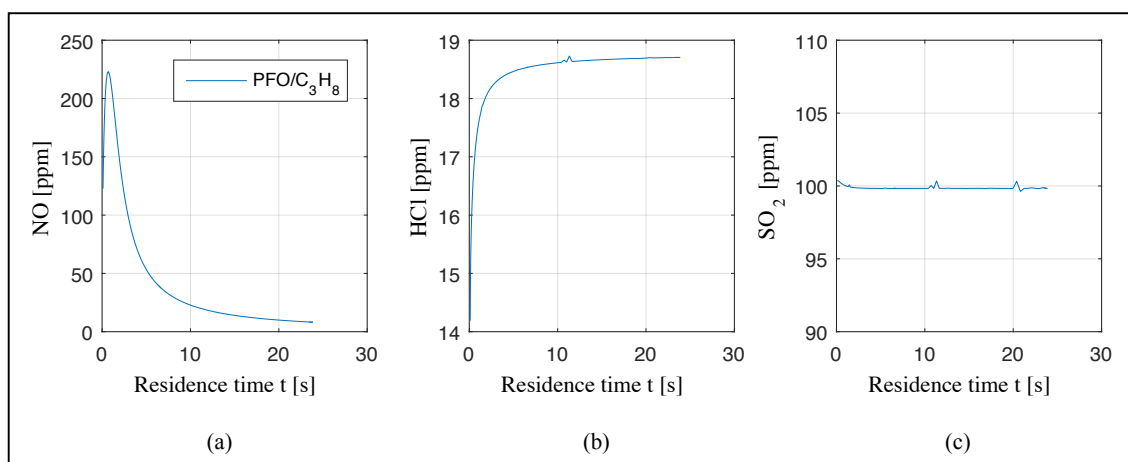 250
200
150
100
50
0
NO [ppm]
PFO/C₃H₈
0 10 20 30
Residence time t [s]
(a)
19
18
17
16
15
14
HCl [ppm]
0 10 20 30
Residence time t [s]
(b)
110
105
100
95
90
SO₂ [ppm]
0 10 20 30
Residence time t [s]
(c)